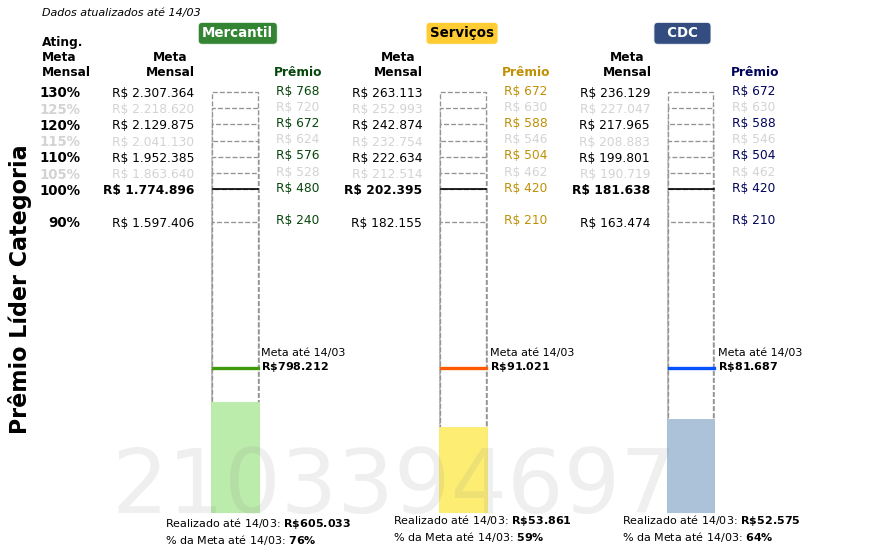 Dados atualizados até 14/03
Mercantil Serviços CDC
Ating. Meta Mensal
Meta Mensal Prêmio Meta Mensal Prêmio Meta Mensal Prêmio
130% R$ 2.307.364 R$ 768 R$ 263.113 R$ 672 R$ 236.129 R$ 672
125% R$ 2.218.620 R$ 720 R$ 252.993 R$ 630 R$ 227.047 R$ 630
120% R$ 2.129.875 R$ 672 R$ 242.874 R$ 588 R$ 217.965 R$ 588
115% R$ 2.041.130 R$ 624 R$ 232.754 R$ 546 R$ 208.883 R$ 546
110% R$ 1.952.385 R$ 576 R$ 222.634 R$ 504 R$ 199.801 R$ 504
105% R$ 1.863.640 R$ 528 R$ 212.514 R$ 462 R$ 190.719 R$ 462
100% R$ 1.774.896 R$ 480 R$ 202.395 R$ 420 R$ 181.638 R$ 420
90% R$ 1.597.406 R$ 240 R$ 182.155 R$ 210 R$ 163.474 R$ 210
Prêmio Líder Categoria
Meta até 14/03 Meta até 14/03 Meta até 14/03
R$798.212 R$91.021 R$81.687
2103394697
Realizado até 14/03: R$605.033 Realizado até 14/03: R$53.861 Realizado até 14/03: R$52.575
% da Meta até 14/03: 76% % da Meta até 14/03: 59% % da Meta até 14/03: 64%